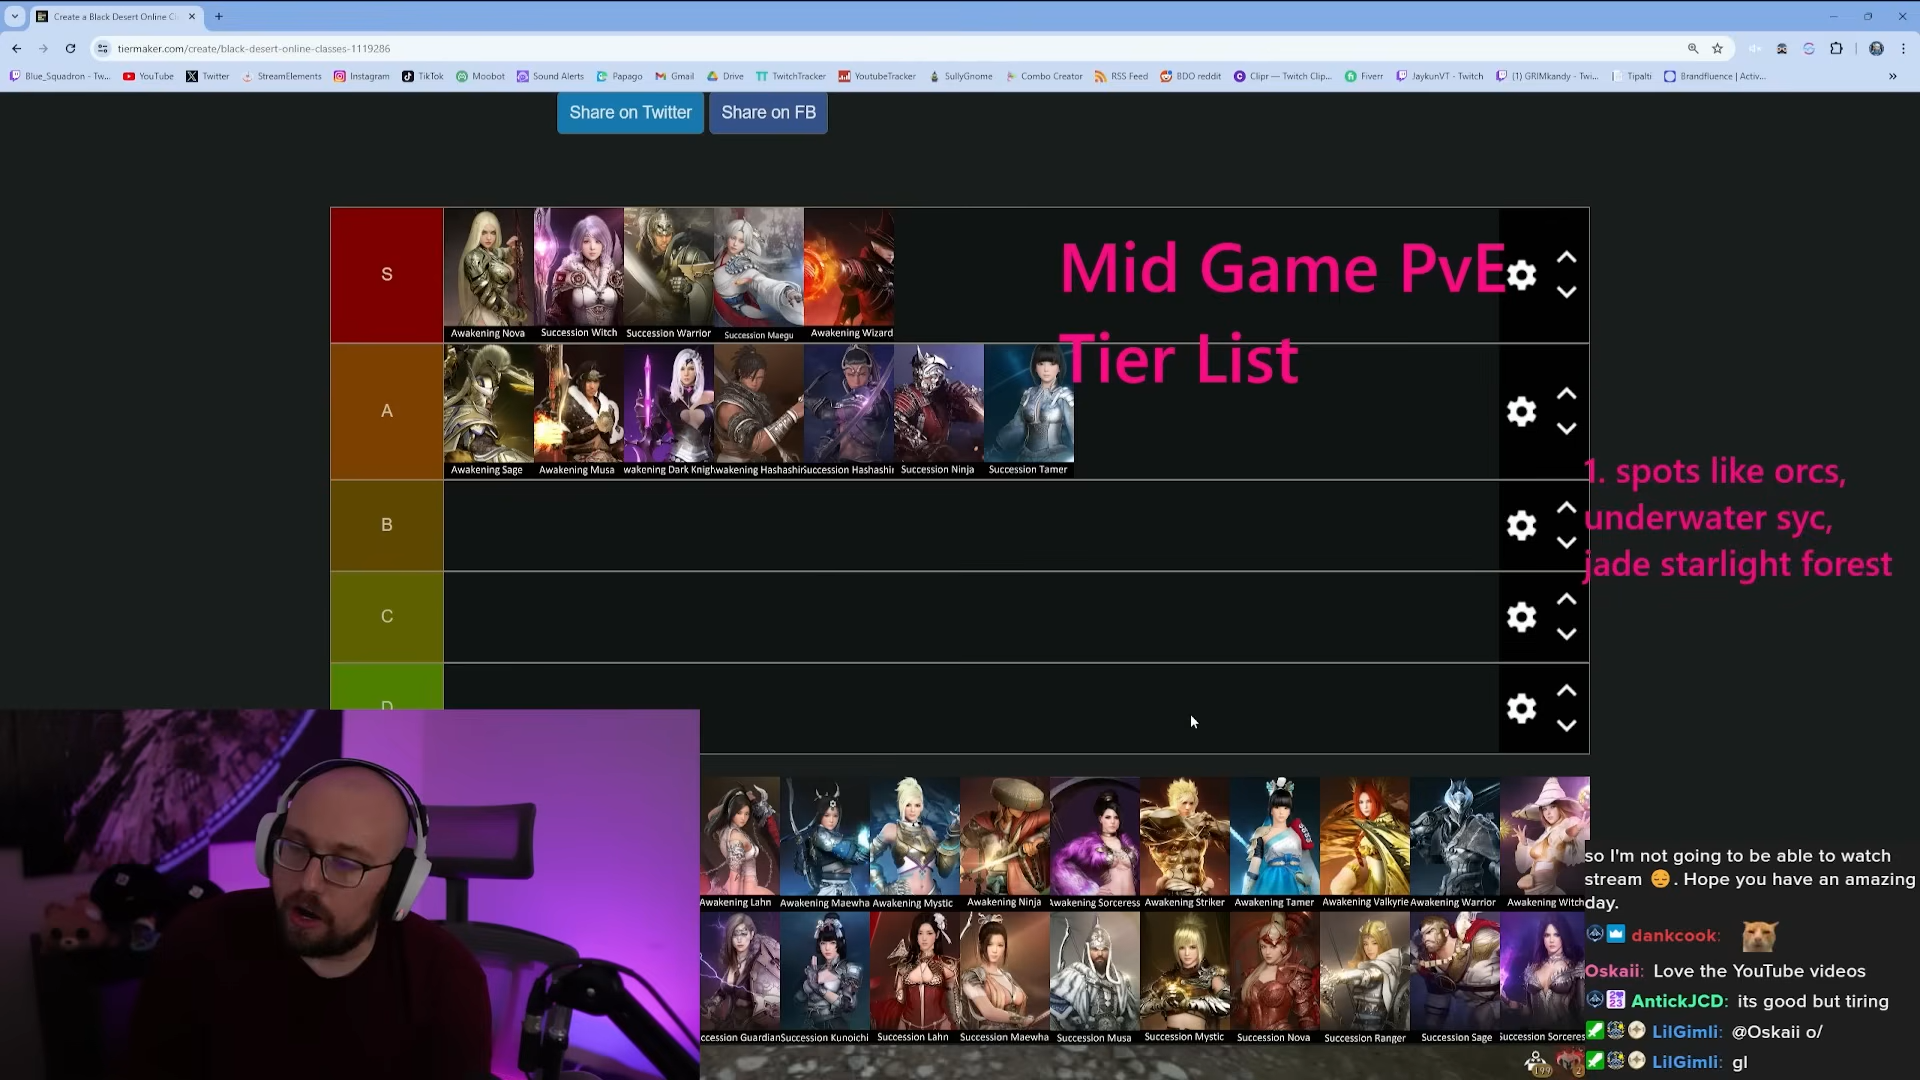 Create a Black Desert Online Cl
tiermaker.com/create/black-desert-online-classes-1119286
Blue_Squadron - Tw...
YouTube
Twitter
StreamElements
Instagram
TikTok
Moobot
Sound Alerts
Papago
Gmail
Drive
TwitchTracker
YoutubeTracker
SullyGnome
Combo Creator
RSS Feed
BDO reddit
Clipr — Twitch Clip...
Fiverr
JaykunVT - Twitch
(1) GRIMkandy - Twi...
Tipalti
Brandfluence | Activ...
Share on Twitter
Share on FB
Mid Game PvE
Tier List
S
Awakening Nova
Succession Witch
Succession Warrior
Succession Maegu
Awakening Wizard
A
Awakening Sage
Awakening Musa
wakening Dark Knigh
wakening Hashashin
Succession Hashashin
Succession Ninja
Succession Tamer
B
C
D
1. spots like orcs,
underwater syc,
jade starlight forest
Awakening Lahn
Awakening Maewha
Awakening Mystic
Awakening Ninja
Awakening Sorceress
Awakening Striker
Awakening Tamer
Awakening Valkyrie
Awakening Warrior
Awakening Witch
ccession Guardian
Succession Kunoichi
Succession Lahn
Succession Maewha
Succession Musa
Succession Mystic
Succession Nova
Succession Ranger
Succession Sage
Succession Sorceres
so I'm not going to be able to watch
stream 😔. Hope you have an amazing
day.
dankcook:
Oskaii: Love the YouTube videos
AntickJCD: its good but tiring
LilGimli: @Oskaii o/
LilGimli: gl
199
2